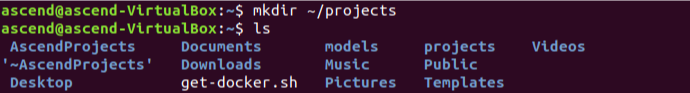 ascend@ascend-VirtualBox:~$ mkdir ~/projects
ascend@ascend-VirtualBox:~$ ls
 AscendProjects   Documents       models     projects    Videos
'~AscendProjects'   Downloads       Music      Public
 Desktop          get-docker.sh   Pictures   Templates